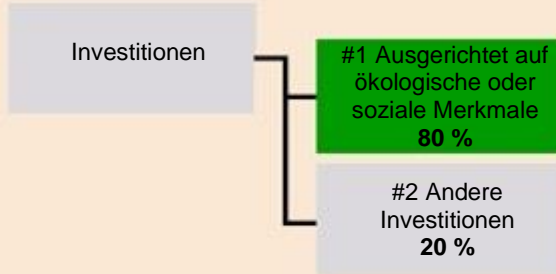 Investitionen
#1 Ausgerichtet auf
ökologische oder
soziale Merkmale
80 %
#2 Andere
Investitionen
20 %